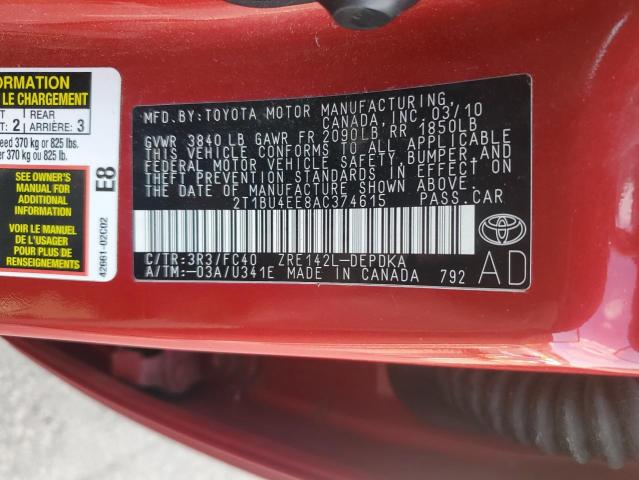 ORMATION
LE CHARGEMENT
REAR
2 ARRIÈRE 3
eed 370 kg or 825 lbs.
er 370 kg ou 825 lb.
SEE OWNER'S
MANUAL FOR
ADDITIONAL
INFORMATION
VOIR LE MANUEL
DE L'USAGER
POUR PLUS DE
RENSEIGNEMENTS
E8
42661-02C02
MFD.BY:TOYOTA MOTOR MANUFACTURING,
CANADA, INC. 03/10
GVWR 3840LB GAWR FR 2090LB RR 1850LB
THIS VEHICLE CONFORMS TO ALL APPLICABLE
FEDERAL MOTOR VEHICLE SAFETY, BUMPER, AND
THEFT PREVENTION STANDARDS IN EFFECT ON
THE DATE OF MANUFACTURE SHOWN ABOVE.
2T1BU4EE8AC374615 PASS.CAR
C/TR:3R3/FC40 ZRE142L-DEPDKA
A/TM:-03A/U341E MADE IN CANADA 792
AD